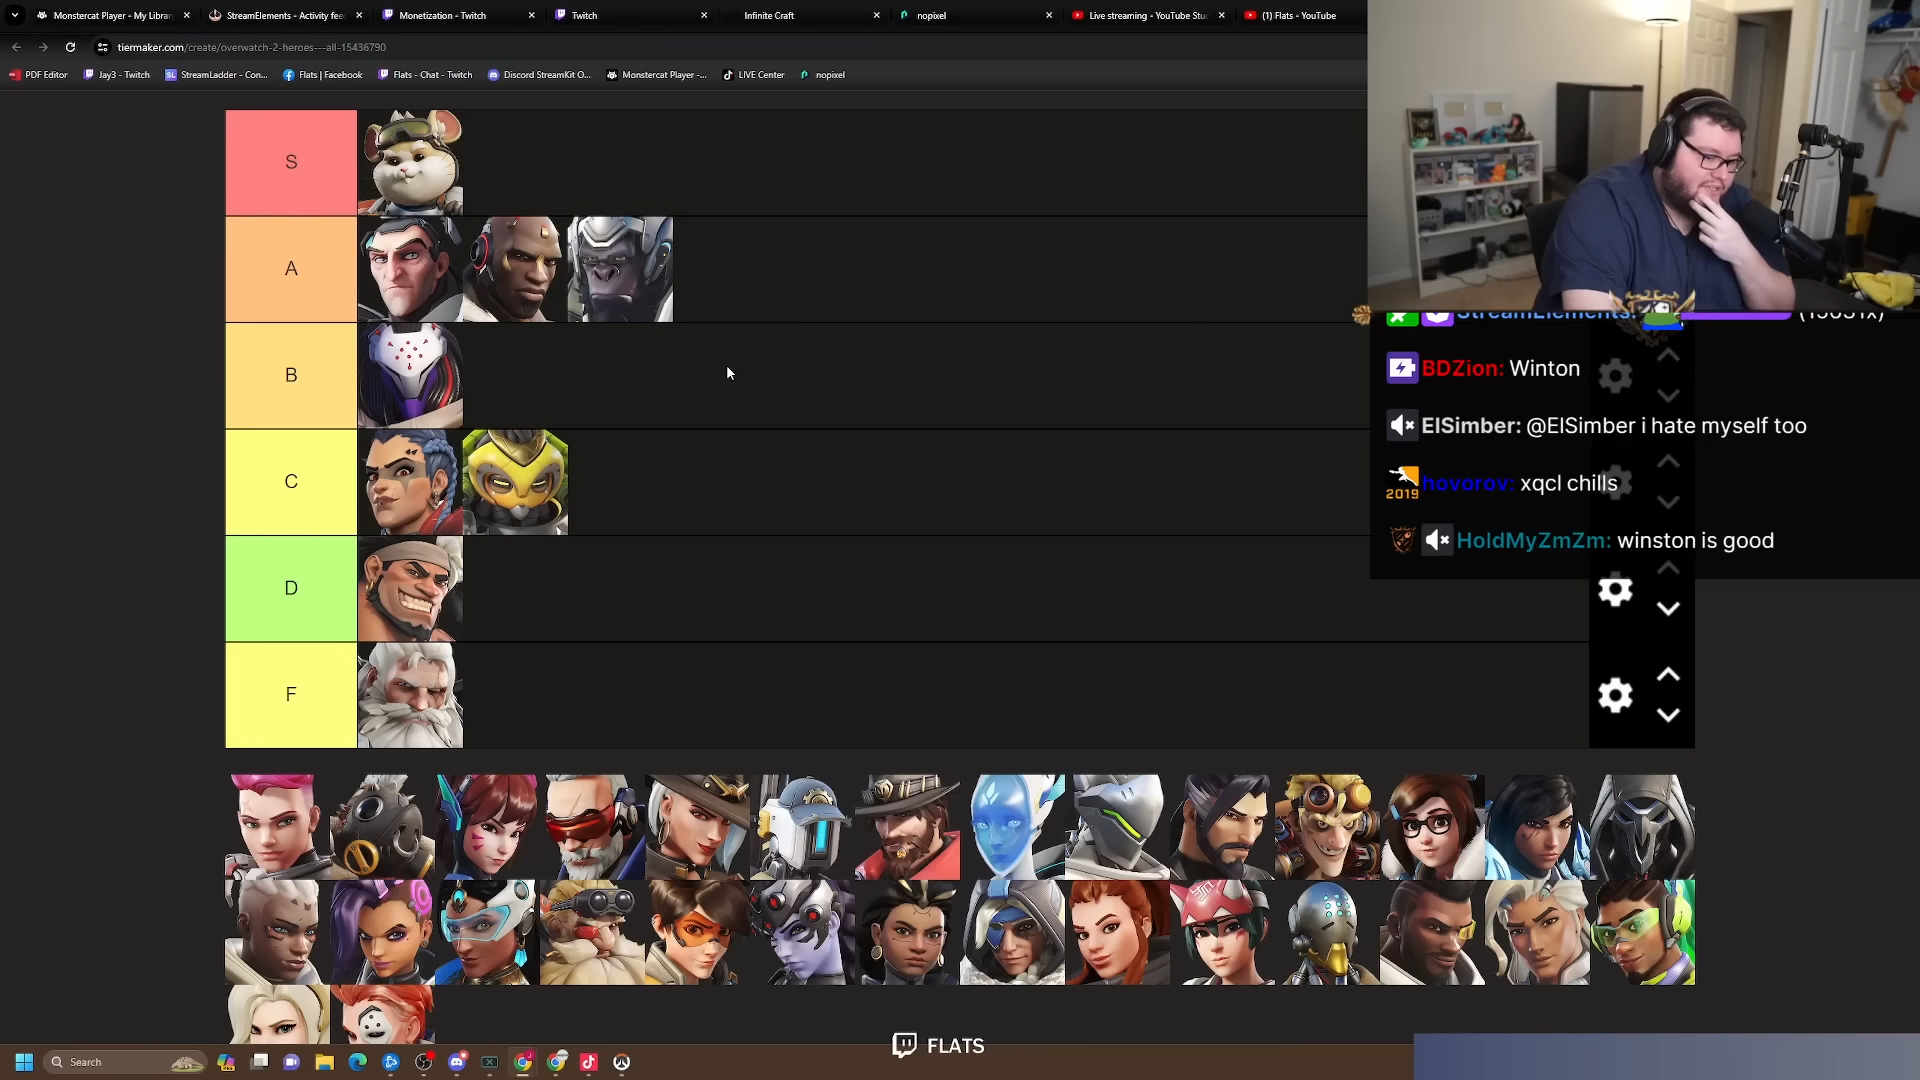 Monstercat Player - My Librar
StreamElements - Activity fee
Monetization - Twitch
Twitch
Infinite Craft
nopixel
Live streaming - YouTube Stu
(1) Flats - YouTube
tiermaker.com/create/overwatch-2-heroes---all-15436790
PDF Editor
Jay3 - Twitch
StreamLadder - Con...
Flats | Facebook
Flats - Chat - Twitch
Discord StreamKit O...
Monstercat Player -...
LIVE Center
nopixel
S
A
B
C
D
F
StreamElements:
BDZion: Winton
ElSimber: @ElSimber i hate myself too
2019 hovorov: xqcl chills
HoldMyZmZm: winston is good
FLATS
Search